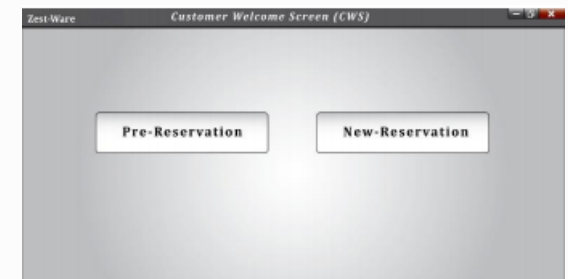 Zest-Ware
Customer Welcome Screen (CWS)
Pre-Reservation
New-Reservation